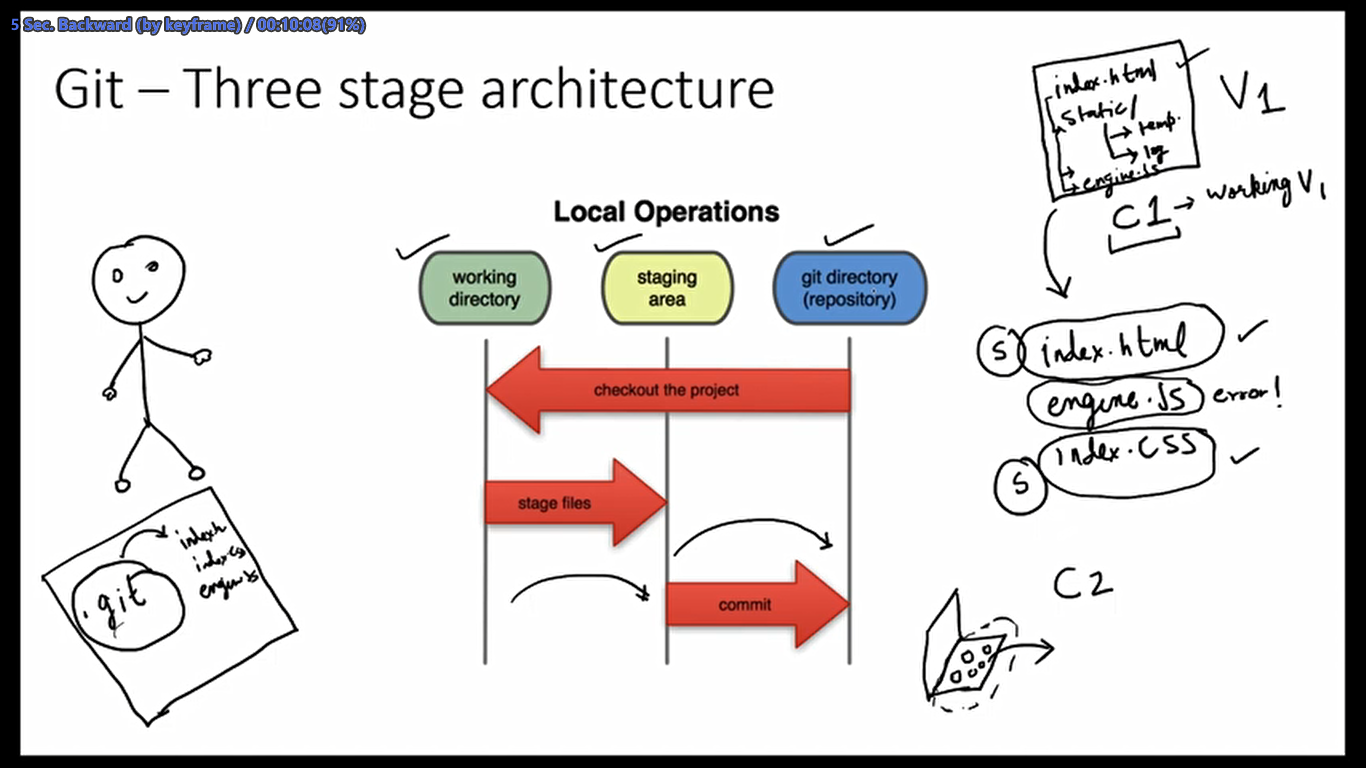 5 Sec. Backward (by keyframe) / 00:10:08(91%)
Git – Three stage architecture
index.html
static/
temp.
log
engine.js
V1
C1 → working V1
Local Operations
working
directory
staging
area
git directory
(repository)
checkout the project
stage files
commit
S index.html
engine.JS error!
S index.CSS
C2
.git
index.h
index.css
engine.js